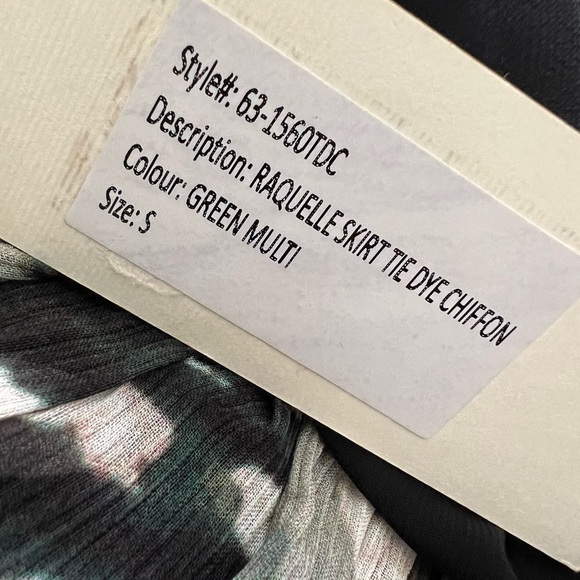 Style#: 63-1560TDC
Description: RAQUELLE SKIRT TIE DYE CHIFFON
Colour: GREEN MULTI
Size: S